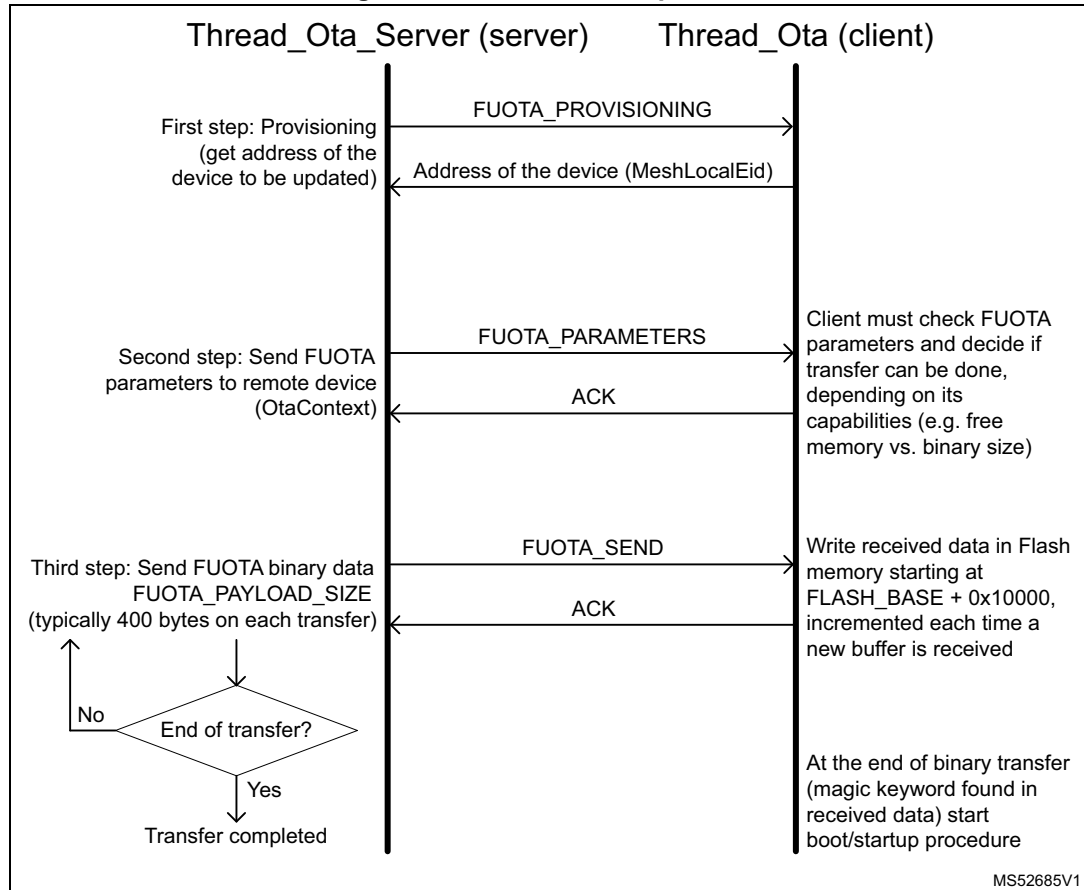 Thread_Ota_Server (server)
Thread_Ota (client)
FUOTA_PROVISIONING
First step: Provisioning
(get address of the
device to be updated)
Address of the device (MeshLocalEid)
FUOTA_PARAMETERS
Second step: Send FUOTA
parameters to remote device
(OtaContext)
ACK
Client must check FUOTA
parameters and decide if
transfer can be done,
depending on its
capabilities (e.g. free
memory vs. binary size)
FUOTA_SEND
Third step: Send FUOTA binary data
FUOTA_PAYLOAD_SIZE
(typically 400 bytes on each transfer)
ACK
Write received data in Flash
memory starting at
FLASH_BASE + 0x10000,
incremented each time a
new buffer is received
No
End of transfer?
Yes
Transfer completed
At the end of binary transfer
(magic keyword found in
received data) start
boot/startup procedure
MS52685V1